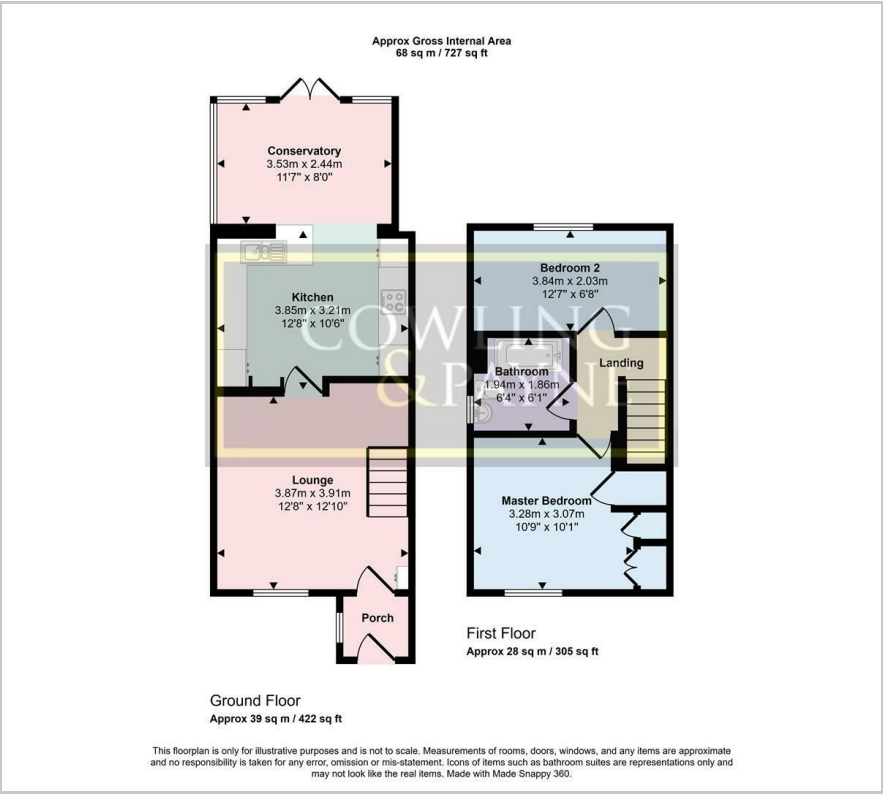 Approx Gross Internal Area
68 sq m / 727 sq ft
Conservatory
3.53m x 2.44m
11'7" x 8'0"
Kitchen
3.85m x 3.21m
12'8" x 10'6"
Lounge
3.87m x 3.91m
12'8" x 12'10"
Porch
Ground Floor
Approx 39 sq m / 422 sq ft
Bedroom 2
3.84m x 2.03m
12'7" x 6'8"
Landing
Bathroom
1.94m x 1.86m
6'4" x 6'1"
Master Bedroom
3.28m x 3.07m
10'9" x 10'1"
First Floor
Approx 28 sq m / 305 sq ft
COWLING
& PAYNE
This floorplan is only for illustrative purposes and is not to scale. Measurements of rooms, doors, windows, and any items are approximate
and no responsibility is taken for any error, omission or mis-statement. Icons of items such as bathroom suites are representations only and
may not look like the real items. Made with Made Snappy 360.